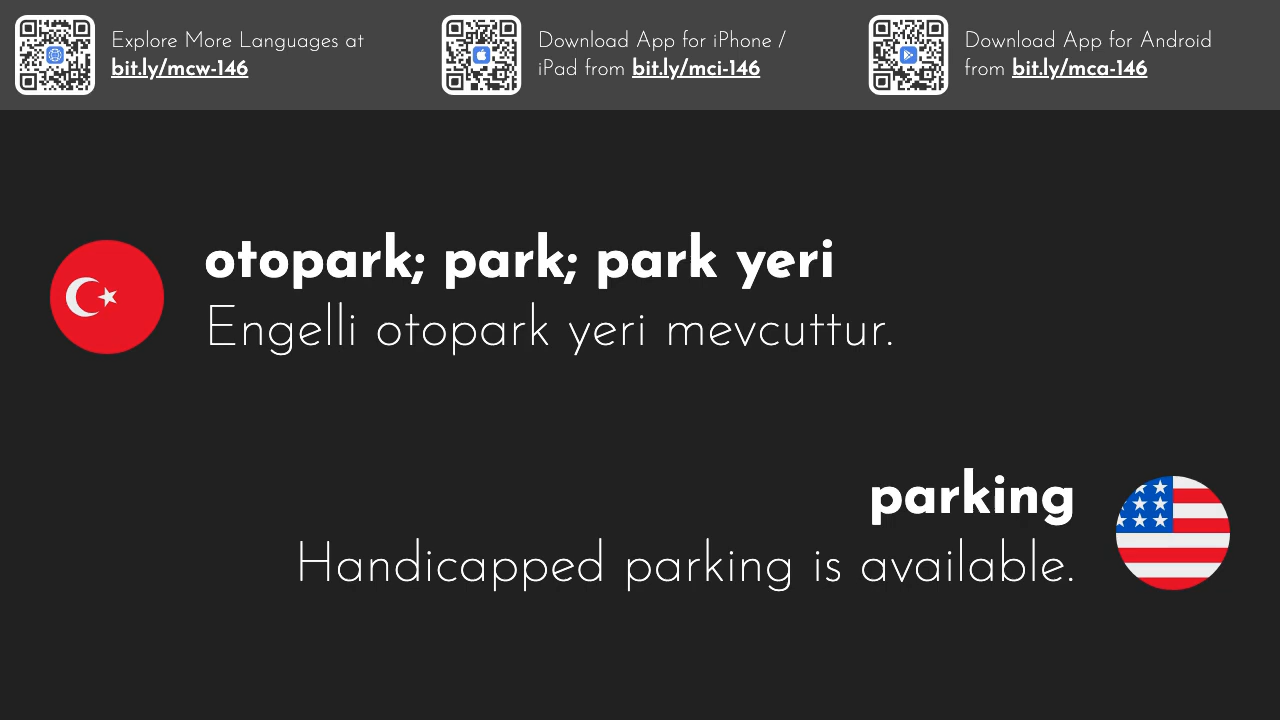 Explore More Languages at
bit.ly/mcw-146
Download App for iPhone /
iPad from bit.ly/mci-146
Download App for Android
from bit.ly/mca-146
otopark; park; park yeri
Engelli otopark yeri mevcuttur.
parking
Handicapped parking is available.